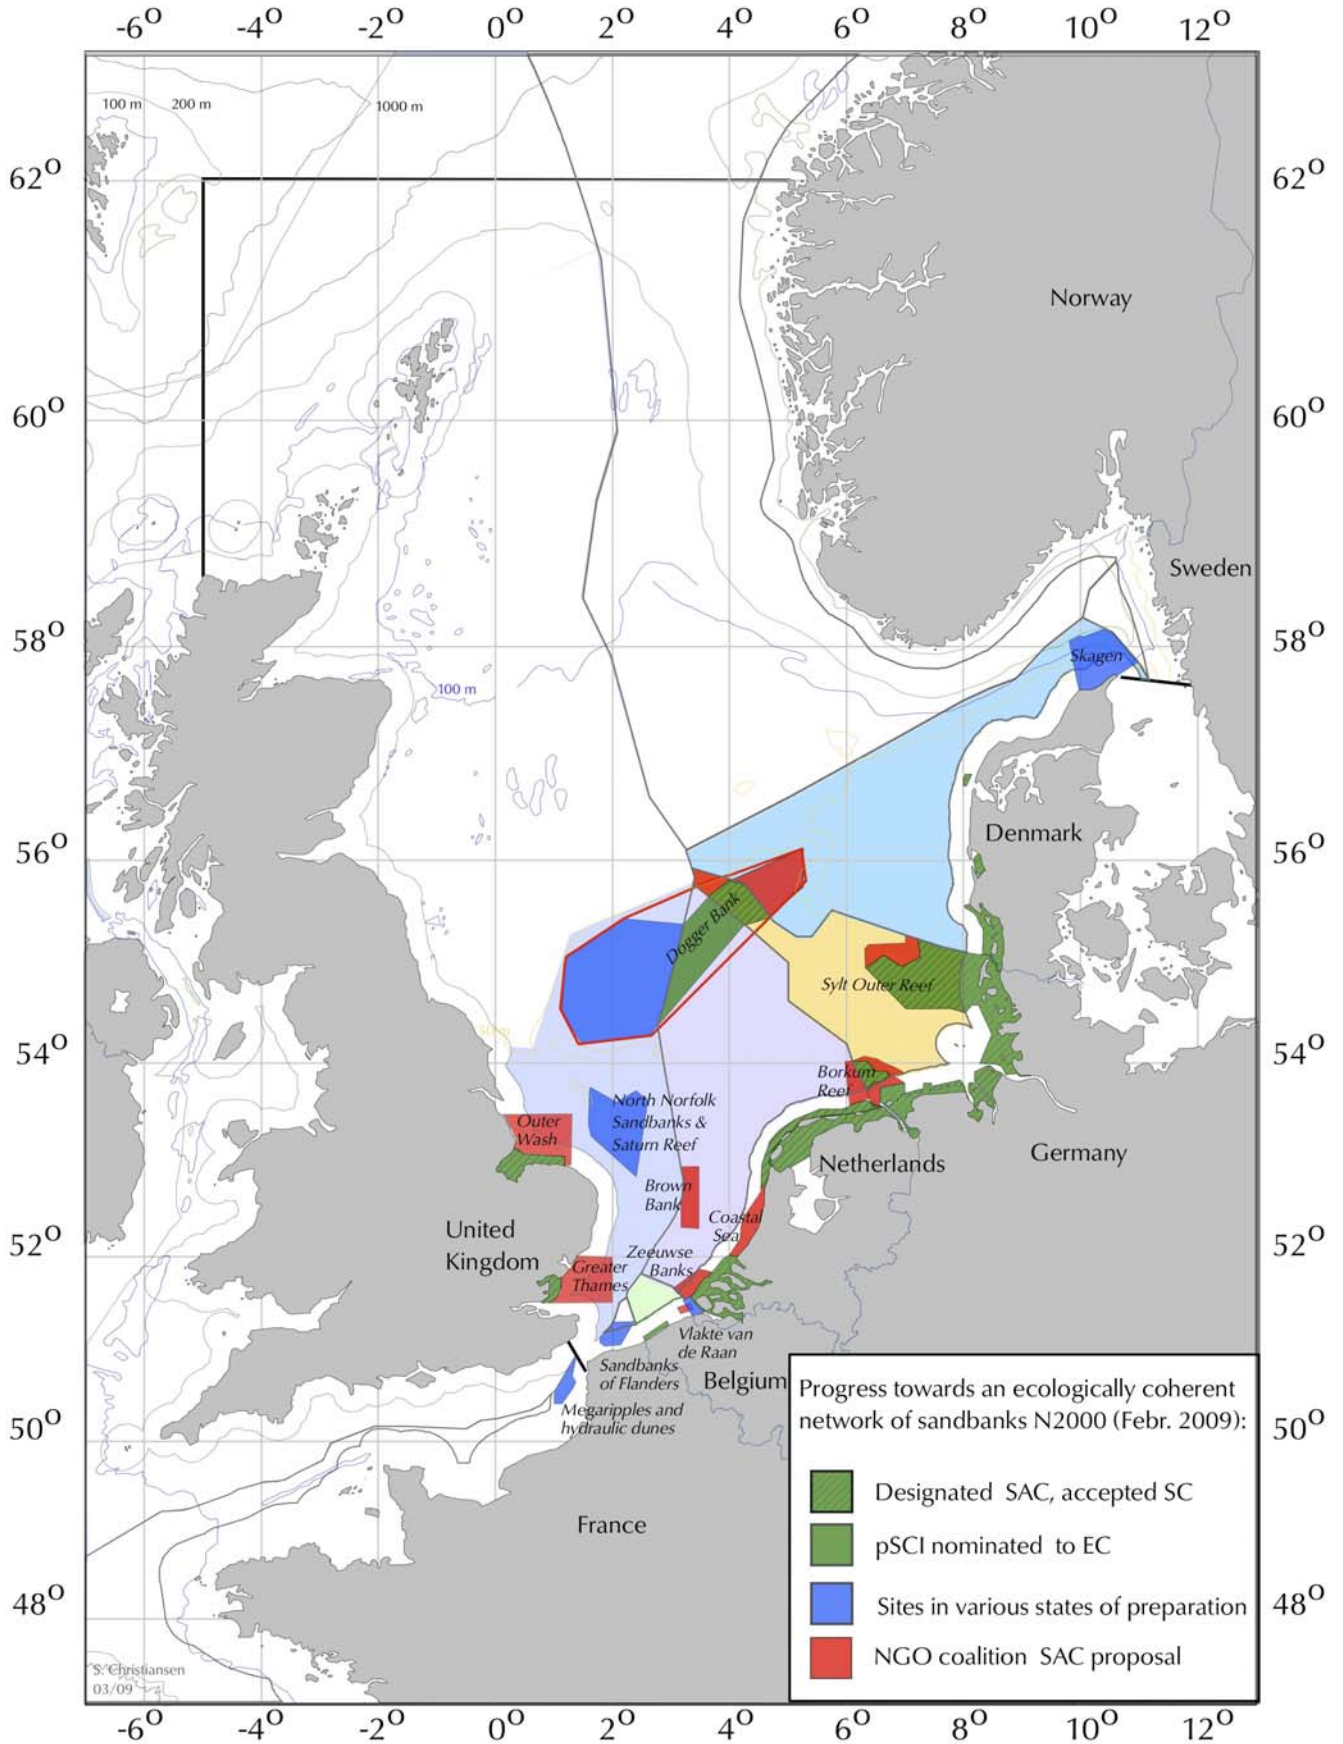 -6° -4° -2° 0° 2° 4° 6° 8° 10° 12°
100 m 200 m 1000 m
62° 62°
Norway
60° 60°
Sweden
58° 58°
Skagen
100 m
Denmark
56° 56°
Dogger Bank
Sylt Outer Reef
54° 54°
Borkum
Reef
North Norfolk
Sandbanks &
Saturn Reef
Outer
Wash
Netherlands
Germany
Brown
Bank
Coastal
Sea
United
Kingdom
52° 52°
Zeeuwse
Banks
Greater
Thames
Vlakte van
de Raan
Sandbanks
of Flanders
Belgium
Megaripples and
hydraulic dunes
50° 50°
France
48° 48°
Progress towards an ecologically coherent
network of sandbanks N2000 (Febr. 2009):
Designated SAC, accepted SC
pSCI nominated to EC
Sites in various states of preparation
NGO coalition SAC proposal
S. Christiansen
03/09
-6° -4° -2° 0° 2° 4° 6° 8° 10° 12°